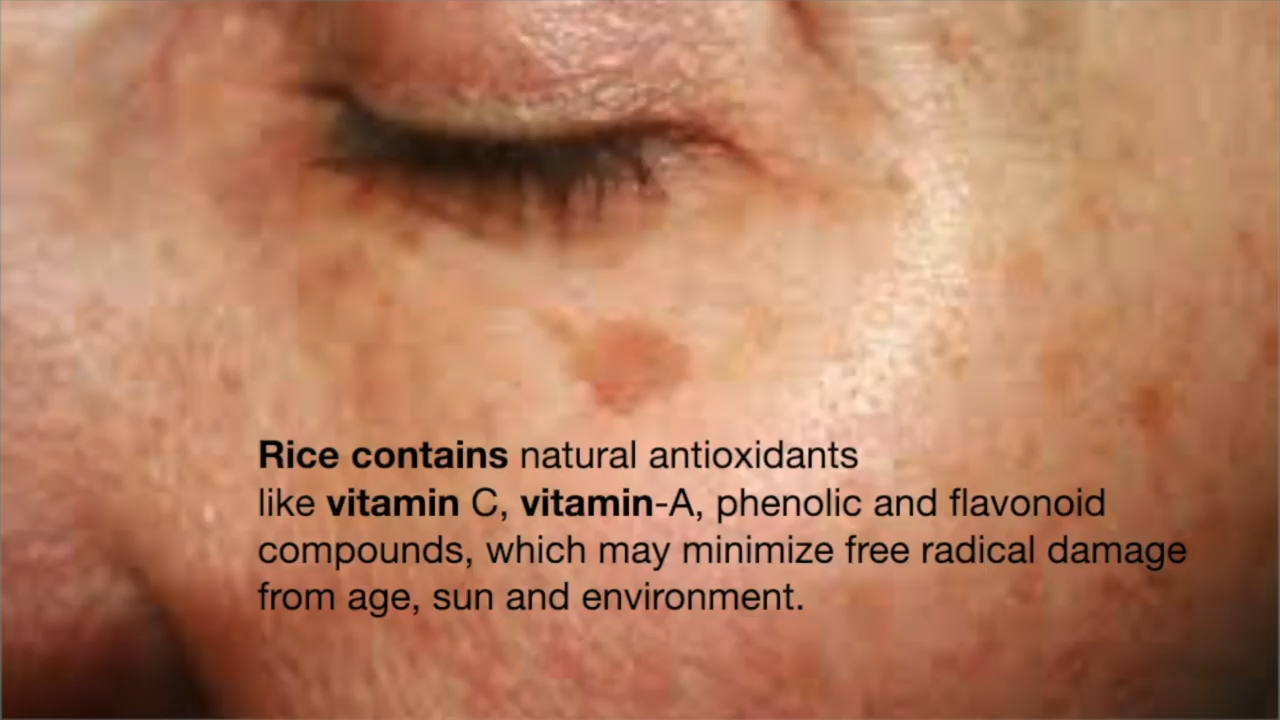 Rice contains natural antioxidants
like vitamin C, vitamin-A, phenolic and flavonoid
compounds, which may minimize free radical damage
from age, sun and environment.